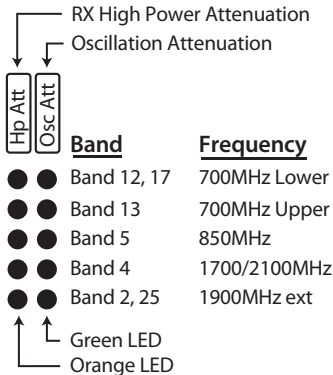 RX High Power Attenuation
Oscillation Attenuation
Hp Att
Osc Att
Band Frequency
Band 12, 17 700MHz Lower
Band 13 700MHz Upper
Band 5 850MHz
Band 4 1700/2100MHz
Band 2, 25 1900MHz ext
Green LED
Orange LED